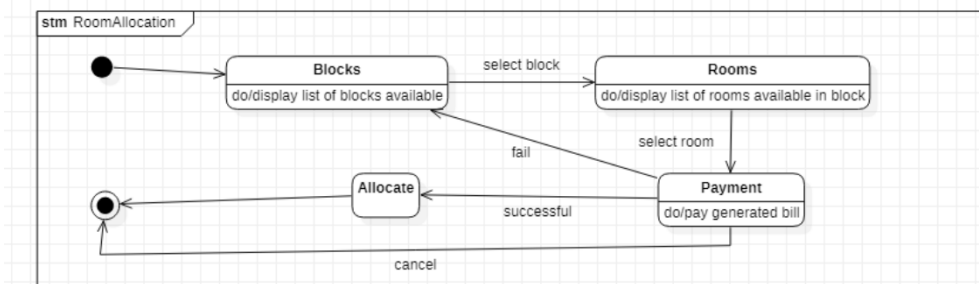 stm RoomAllocation
Blocks
do/display list of blocks available
select block
Rooms
do/display list of rooms available in block
select room
fail
Allocate
successful
Payment
do/pay generated bill
cancel